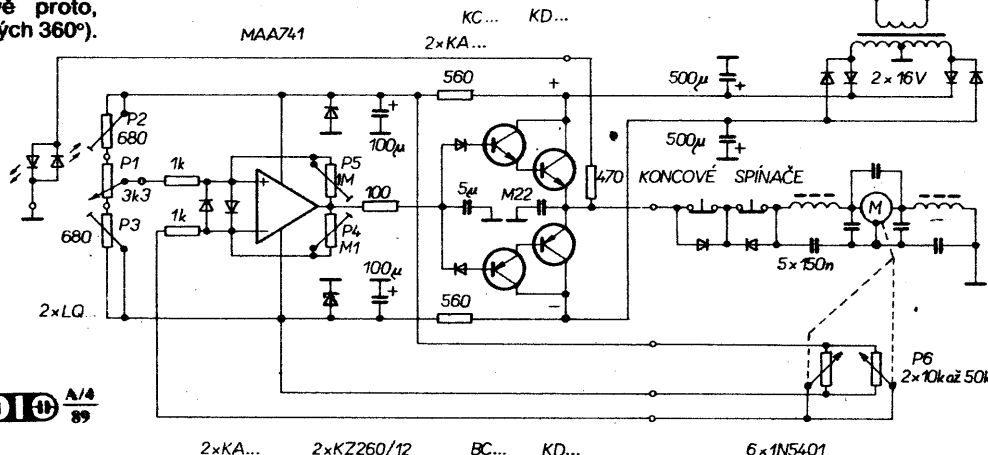 vě proto,
ých 360°).
KC... KD...
MAA741
2×KA...
560
+
500µ
+
2×16V
P2
680
+
100µ
500µ
+
P1
3k3
1k
P5
1M
+
5µ
M22
470
KONCOVÉ SPÍNAČE
M
100
1k
−
P4
M1
680
P3
5×150n
100µ
+
560
−
2×LQ...
P6
2×10k až 50k
A/4
89
2×KA... 2×KZ260/12 BC... KD... 6×1N5401